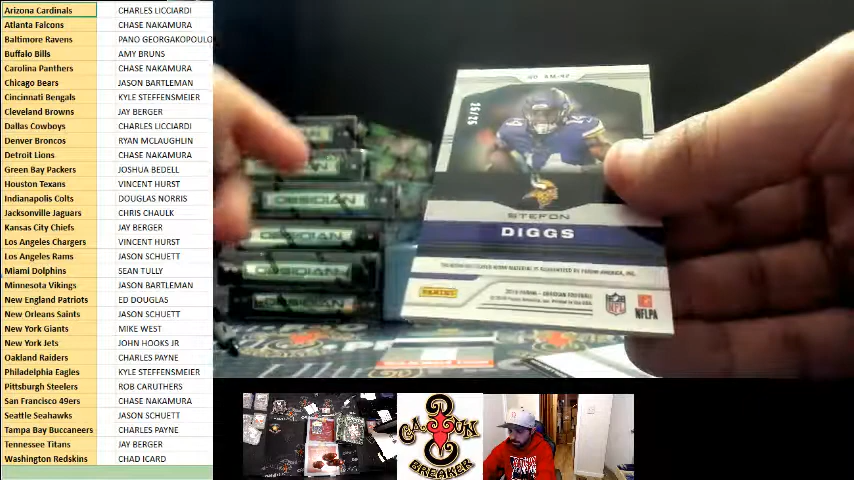 Arizona Cardinals CHARLES LICCIARDI
Atlanta Falcons CHASE NAKAMURA
Baltimore Ravens PANO GEORGAKOPOULO
Buffalo Bills AMY BRUNS
Carolina Panthers CHASE NAKAMURA
Chicago Bears JASON BARTLEMAN
Cincinnati Bengals KYLE STEFFENSMEIER
Cleveland Browns JAY BERGER
Dallas Cowboys CHARLES LICCIARDI
Denver Broncos RYAN MCLAUGHLIN
Detroit Lions CHASE NAKAMURA
Green Bay Packers JOSHUA BEDELL
Houston Texans VINCENT HURST
Indianapolis Colts DOUGLAS NORRIS
Jacksonville Jaguars CHRIS CHAULK
Kansas City Chiefs JAY BERGER
Los Angeles Chargers VINCENT HURST
Los Angeles Rams JASON SCHUETT
Miami Dolphins SEAN TULLY
Minnesota Vikings JASON BARTLEMAN
New England Patriots ED DOUGLAS
New Orleans Saints JASON SCHUETT
New York Giants MIKE WEST
New York Jets JOHN HOOKS JR
Oakland Raiders CHARLES PAYNE
Philadelphia Eagles KYLE STEFFENSMEIER
Pittsburgh Steelers ROB CARUTHERS
San Francisco 49ers CHASE NAKAMURA
Seattle Seahawks JASON SCHUETT
Tampa Bay Buccaneers CHARLES PAYNE
Tennessee Titans JAY BERGER
Washington Redskins CHAD ICARD
STEFON
DIGGS
PANINI
NFL
NFLPA
OBSIDIAN
OBSIDIAN
OBSIDIAN
OBSIDIAN
OBSIDIAN
CAJUN
BREAKER